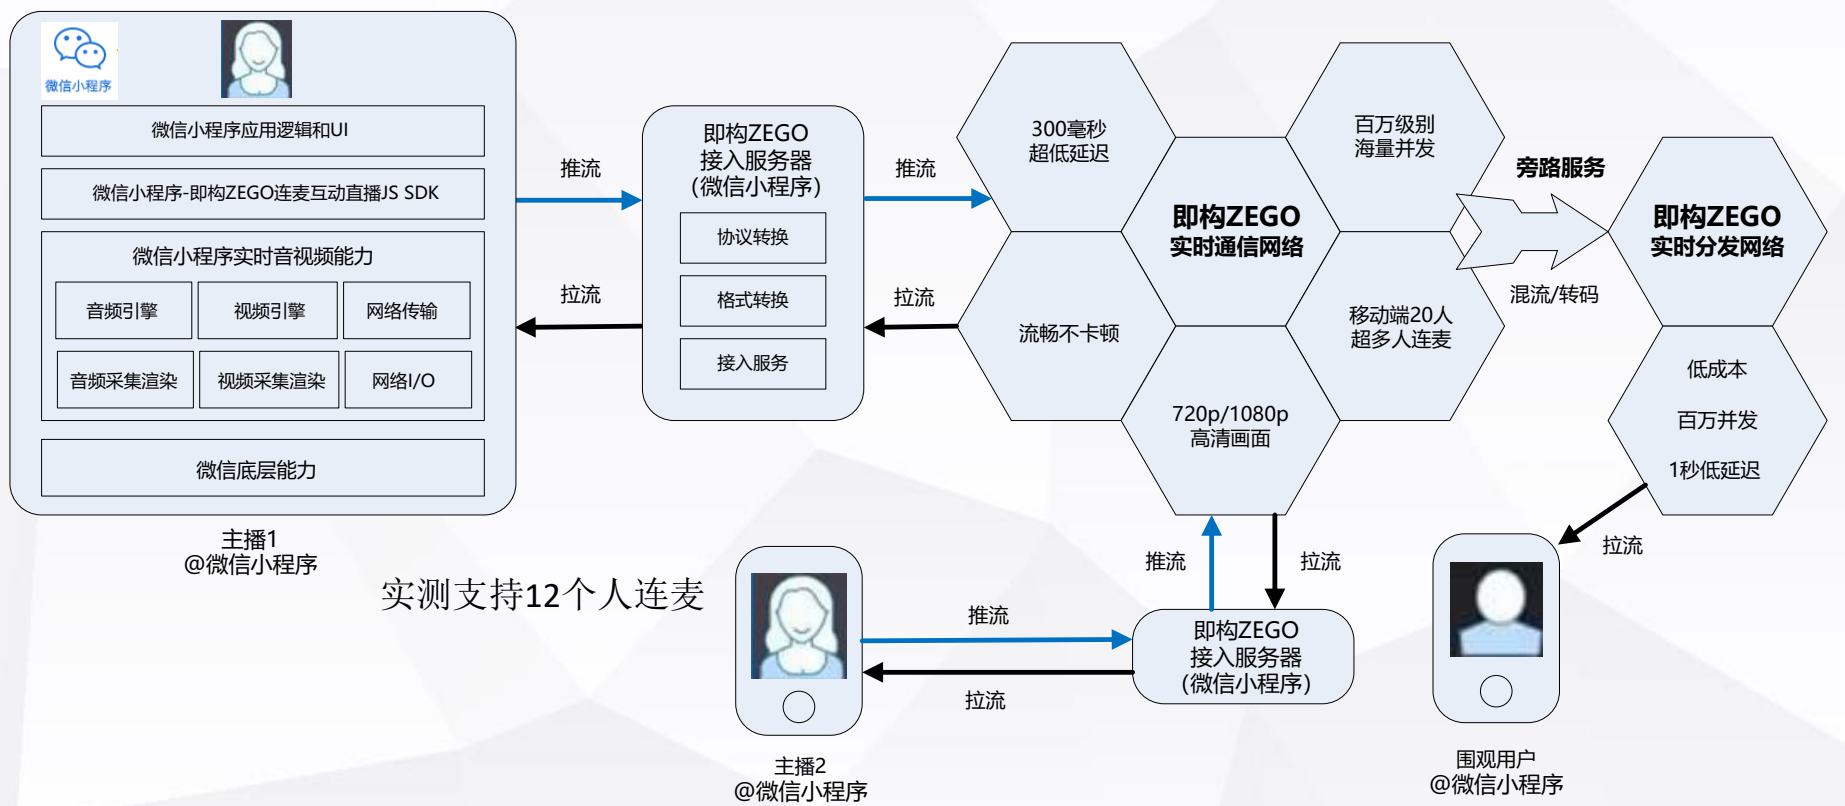 微信小程序
微信小程序应用逻辑和UI
微信小程序-即构ZEGO连麦互动直播JS SDK
微信小程序实时音视频能力
音频引擎
视频引擎
网络传输
音频采集渲染
视频采集渲染
网络I/O
微信底层能力
主播1
@微信小程序
推流
拉流
即构ZEGO
接入服务器
(微信小程序)
协议转换
格式转换
接入服务
推流
拉流
300毫秒
超低延迟
流畅不卡顿
即构ZEGO
实时通信网络
720p/1080p
高清画面
百万级别
海量并发
移动端20人
超多人连麦
旁路服务
混流/转码
即构ZEGO
实时分发网络
低成本
百万并发
1秒低延迟
拉流
推流
拉流
实测支持12个人连麦
推流
拉流
即构ZEGO
接入服务器
(微信小程序)
主播2
@微信小程序
围观用户
@微信小程序